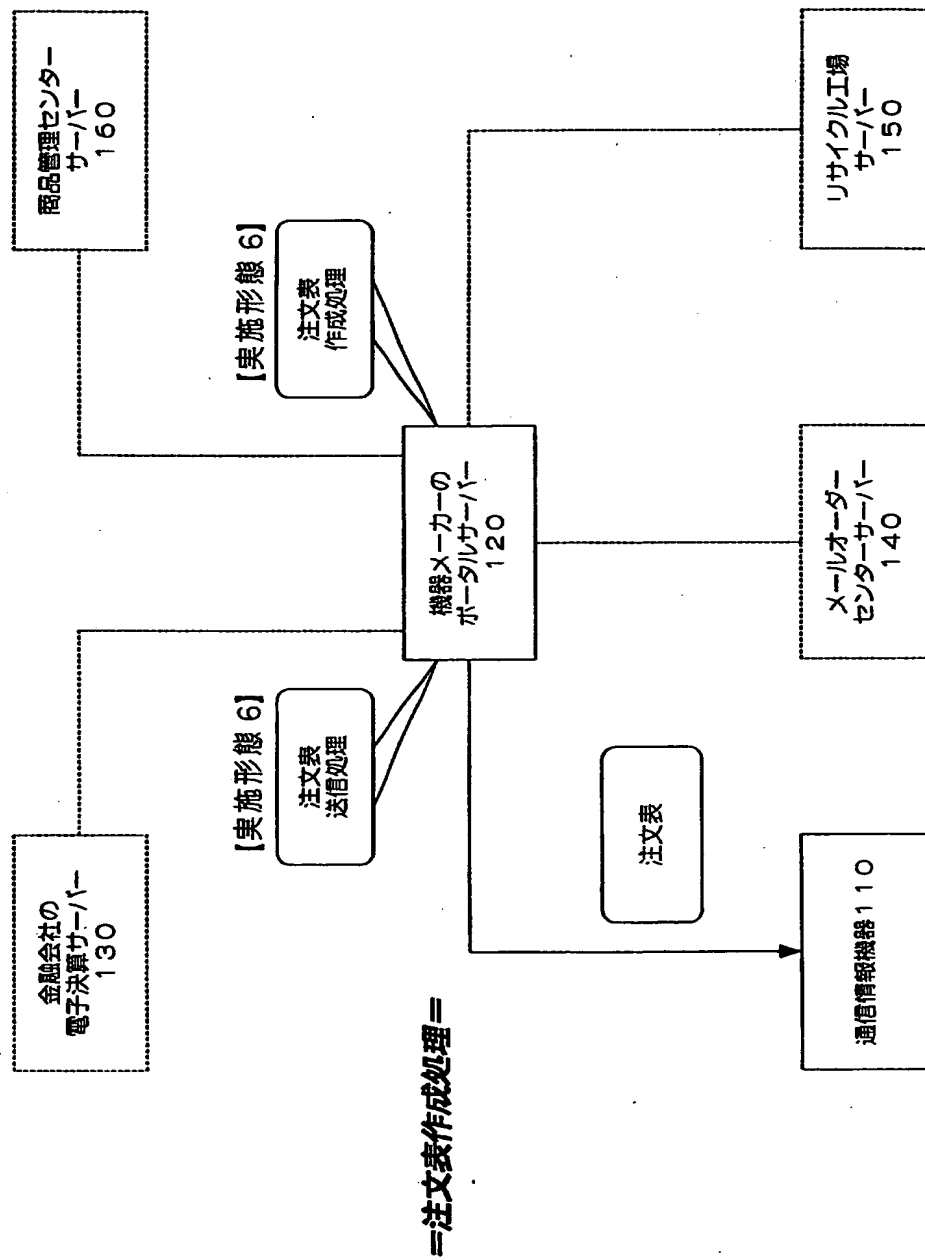 =注文表作成処理=
金融会社の
電子決算サーバー
130
商品管理センター
サーバー
160
【実施形態6】
注文表
送信処理
【実施形態6】
注文表
作成処理
機器メーカーの
ポータルサーバー
120
注文表
通信情報機器110
メールオーダー
センターサーバー
140
リサイクル工場
サーバー
150